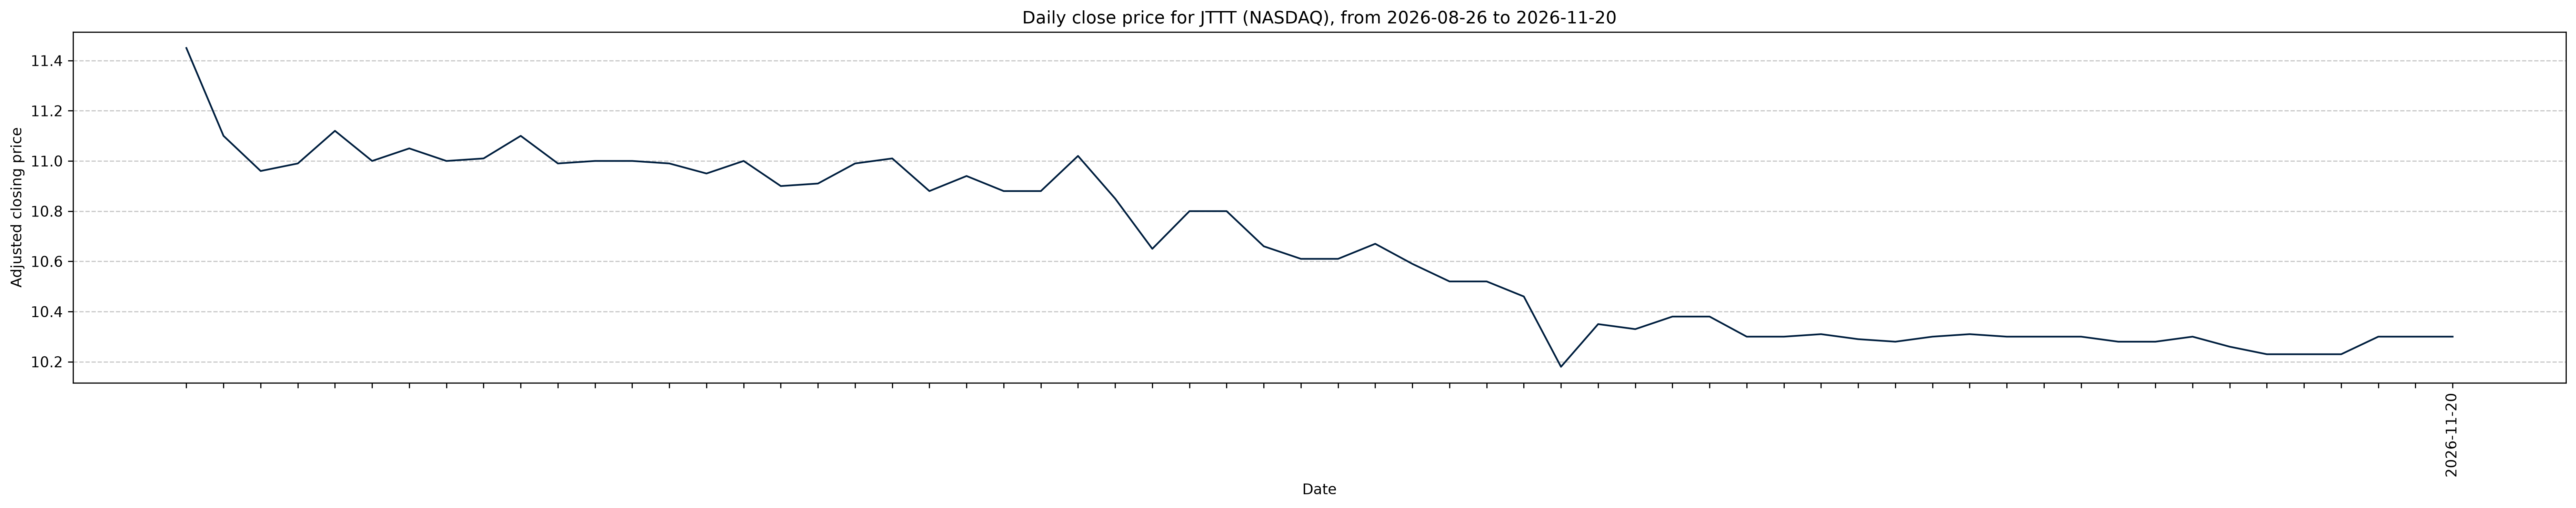 Daily close price for JTTT (NASDAQ), from 2026-08-26 to 2026-11-20
Adjusted closing price
11.4
11.2
11.0
10.8
10.6
10.4
10.2
2026-11-20
Date